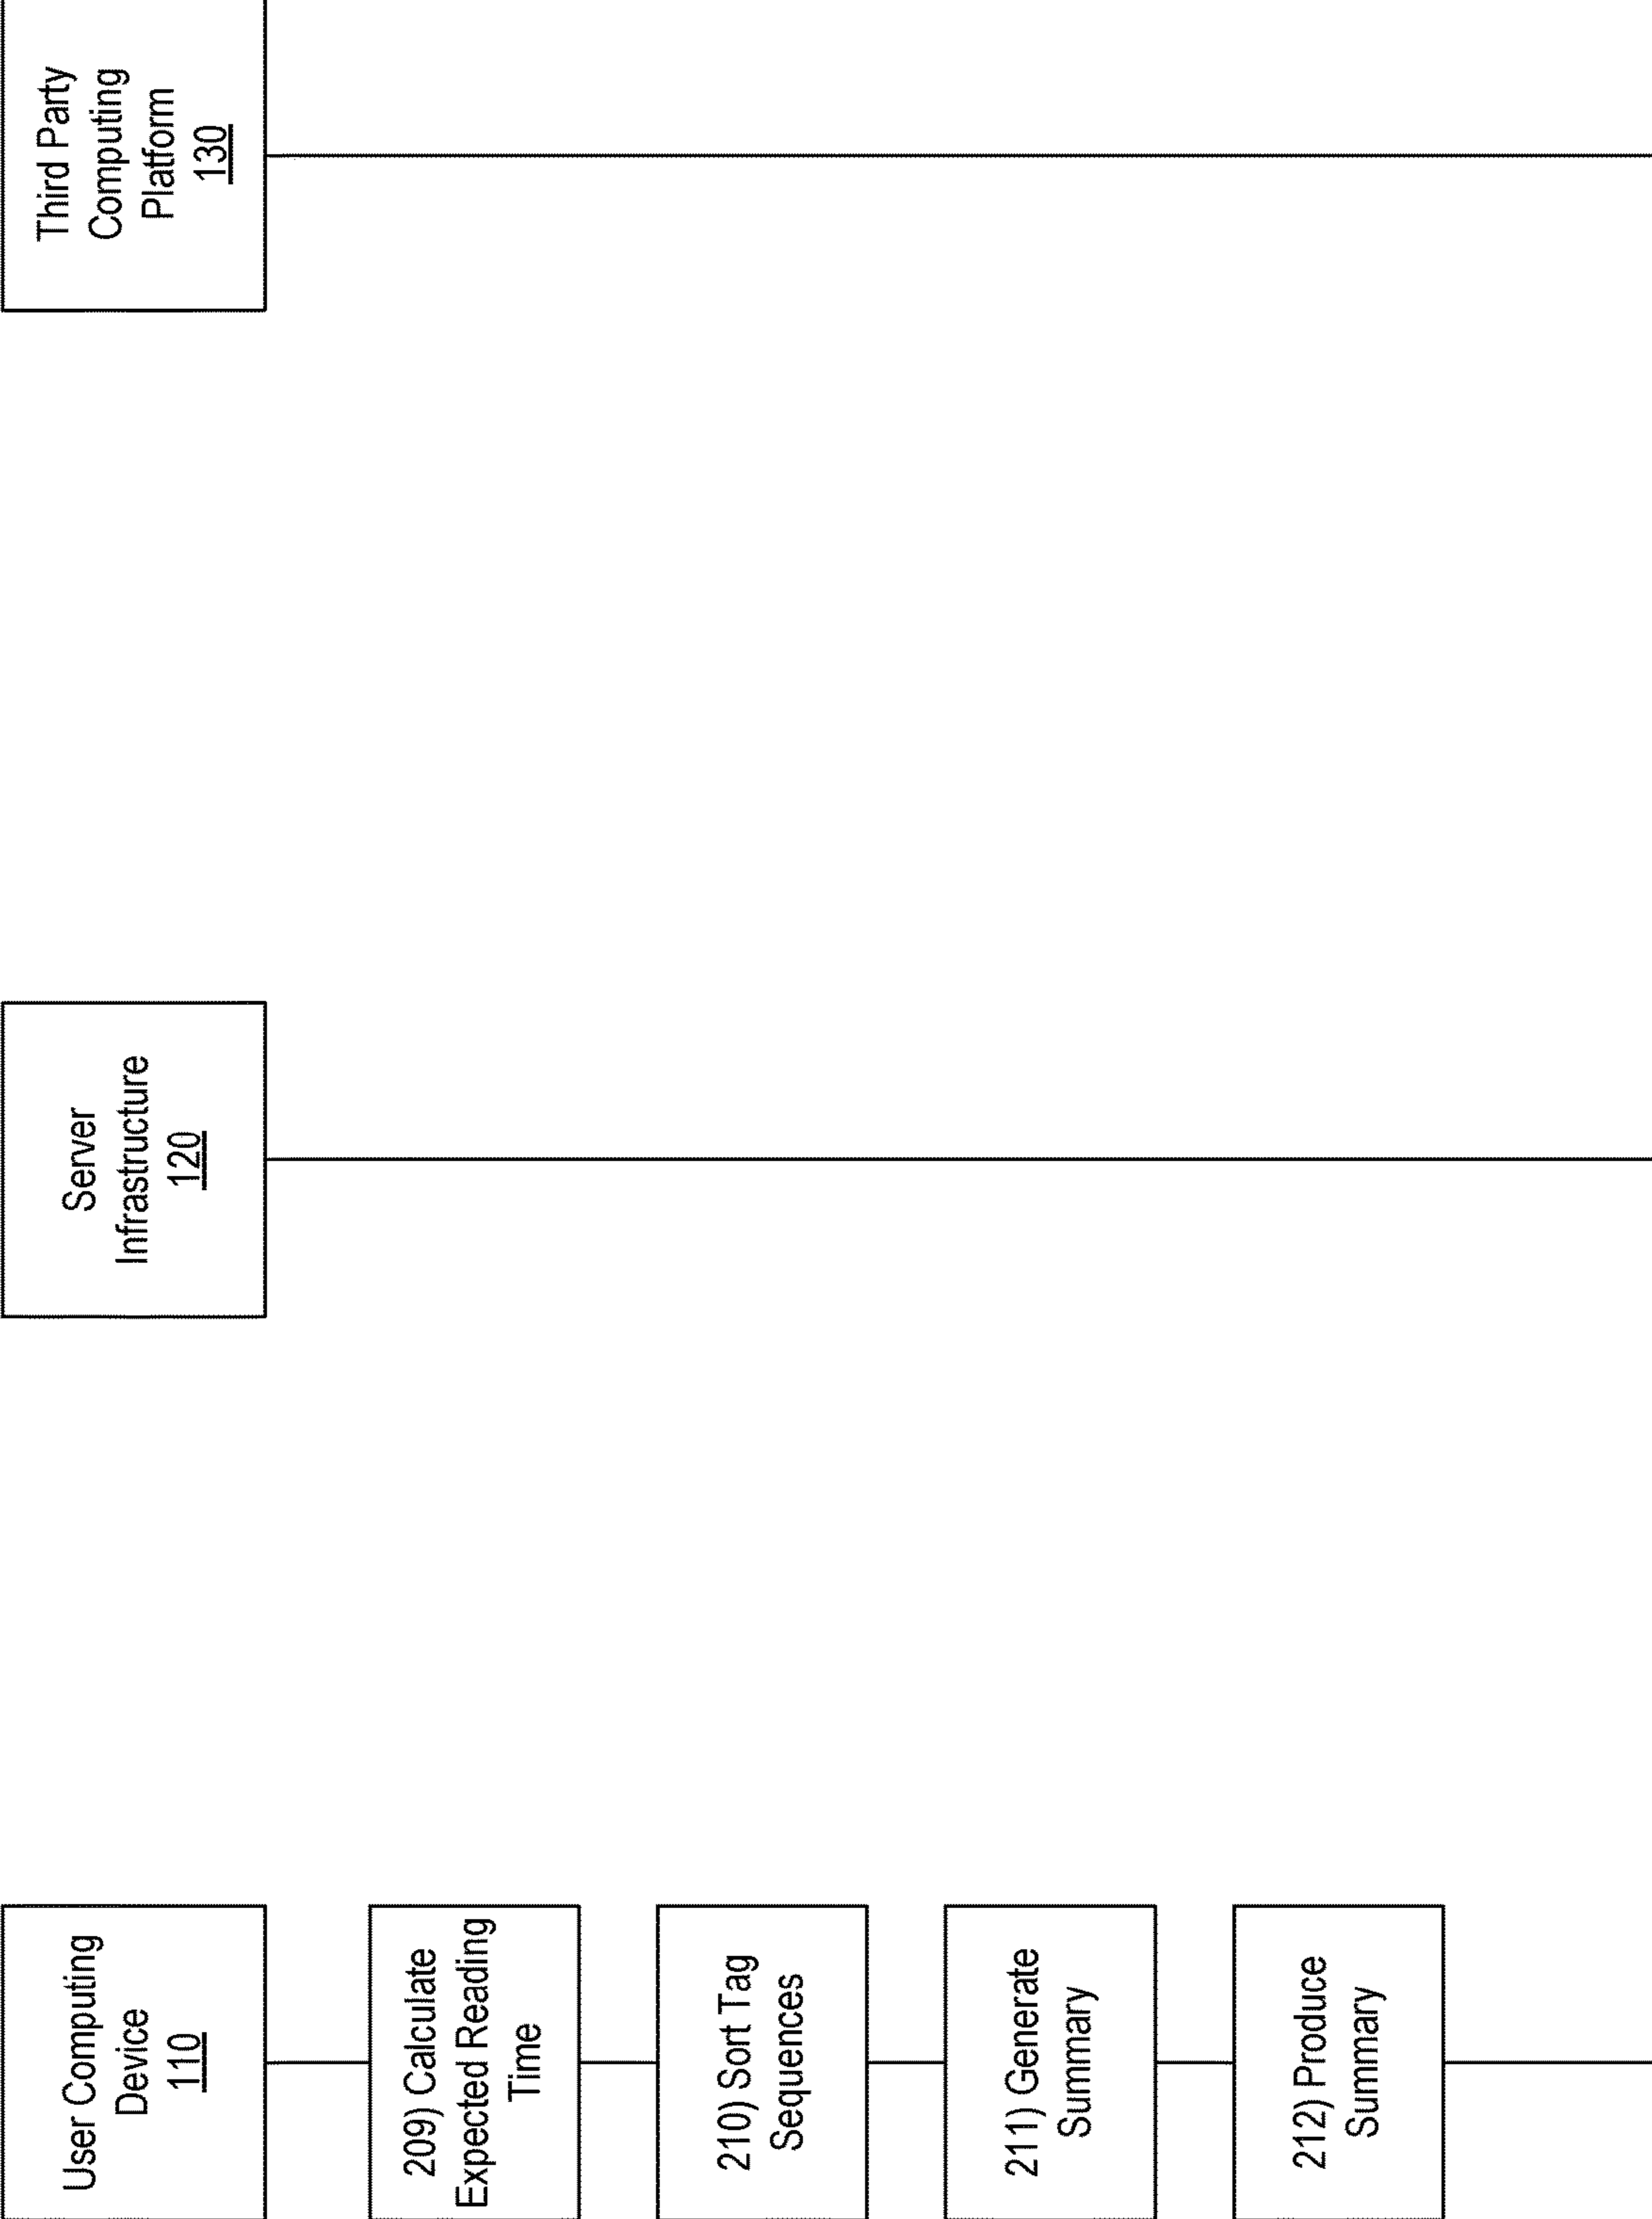 User Computing
Device
110
Server
Infrastructure
120
Third Party
Computing
Platform
130
209) Calculate
Expected Reading
Time
210) Sort Tag
Sequences
211) Generate
Summary
212) Produce
Summary